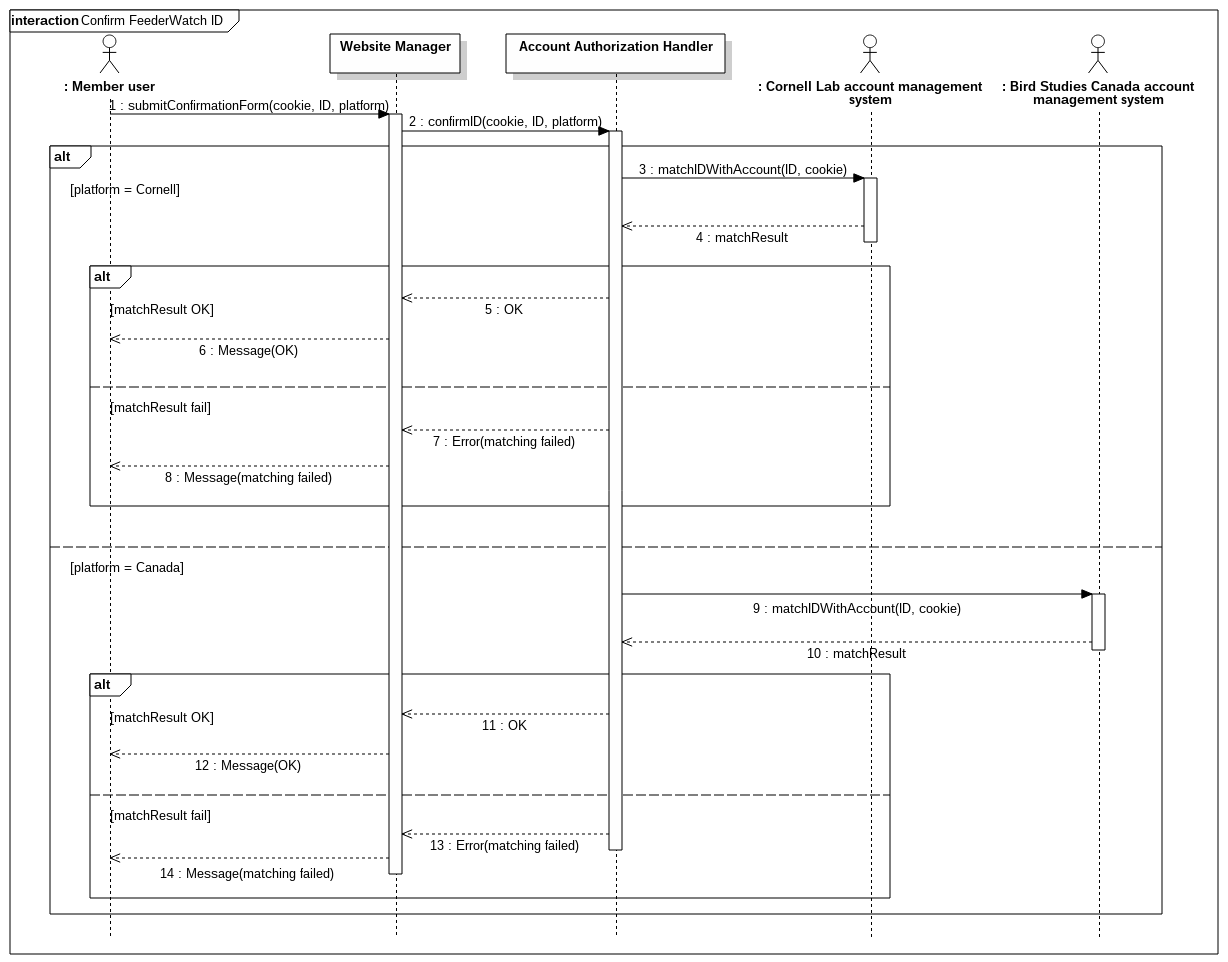 interaction Confirm FeederWatch ID
Website Manager
Account Authorization Handler
: Member user
: Cornell Lab account management
system
: Bird Studies Canada account
management system
1 : submitConfirmationForm(cookie, ID, platform)
2 : confirmID(cookie, ID, platform)
alt
3 : matchIDWithAccount(ID, cookie)
[platform = Cornell]
4 : matchResult
alt
[matchResult OK]
5 : OK
6 : Message(OK)
[matchResult fail]
7 : Error(matching failed)
8 : Message(matching failed)
[platform = Canada]
9 : matchIDWithAccount(ID, cookie)
10 : matchResult
alt
[matchResult OK]
11 : OK
12 : Message(OK)
[matchResult fail]
13 : Error(matching failed)
14 : Message(matching failed)